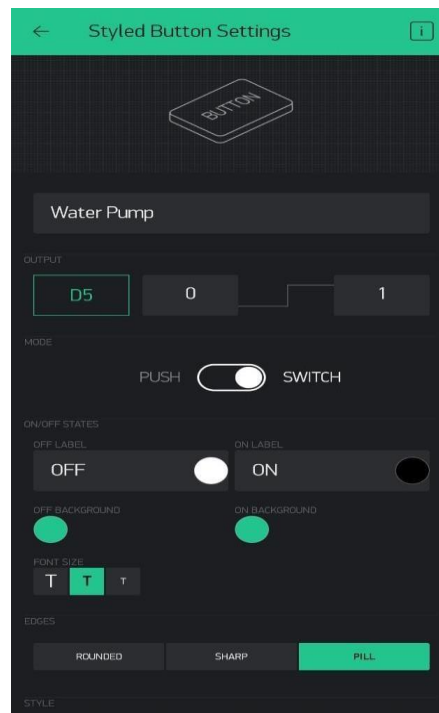 ← Styled Button Settings i
BUTTON
Water Pump
OUTPUT
D5 0 1
MODE
PUSH SWITCH
ON/OFF STATES
OFF LABEL ON LABEL
OFF ON
OFF BACKGROUND ON BACKGROUND
FONT SIZE
T T T
EDGES
ROUNDED SHARP PILL
STYLE